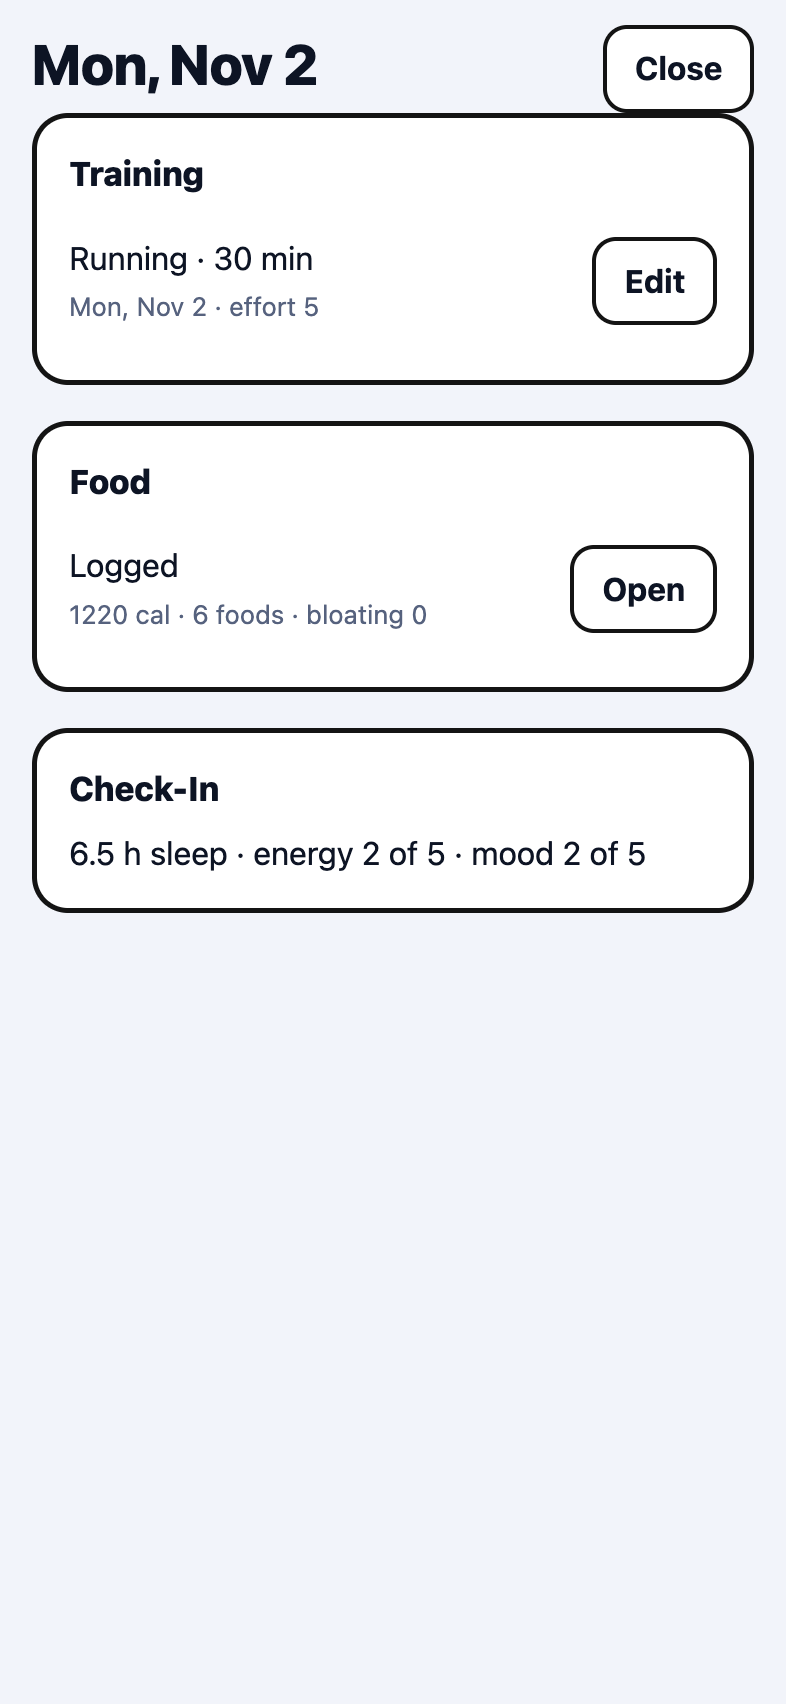 Mon, Nov 2
Close
Training
Running · 30 min
Mon, Nov 2 · effort 5
Edit
Food
Logged
1220 cal · 6 foods · bloating 0
Open
Check-In
6.5 h sleep · energy 2 of 5 · mood 2 of 5